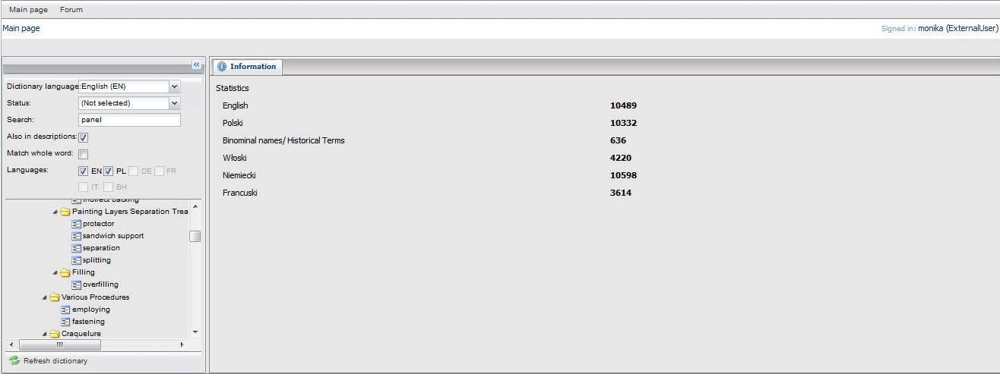 Main page Forum
Main page Signed in: monika (ExternalUser)
Information
Dictionary language: English (EN)
Status: (Not selected)
Search: panel
Also in descriptions:
Match whole word:
Languages: EN PL DE FR
IT BH
indirect backing
Painting Layers Separation Trea
protector
sandwich support
separation
splitting
Filling
overfilling
Various Procedures
employing
fastening
Craquelure
Refresh dictionary
Statistics
English 10489
Polski 10332
Binominal names/ Historical Terms 636
Włoski 4220
Niemiecki 10598
Francuski 3614